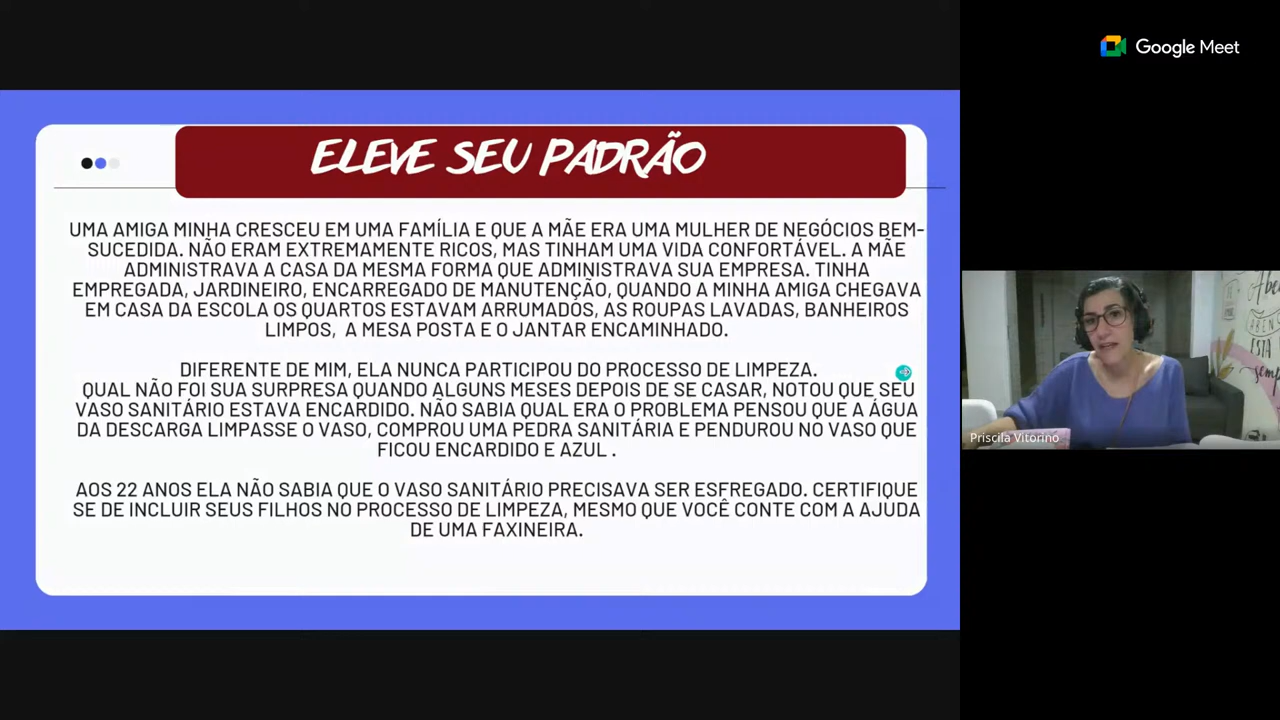 Google Meet
ELEVE SEU PADRÃO
UMA AMIGA MINHA CRESCEU EM UMA FAMÍLIA E QUE A MÃE ERA UMA MULHER DE NEGÓCIOS BEM-
SUCEDIDA. NÃO ERAM EXTREMAMENTE RICOS, MAS TINHAM UMA VIDA CONFORTÁVEL. A MÃE
ADMINISTRAVA A CASA DA MESMA FORMA QUE ADMINISTRAVA SUA EMPRESA. TINHA
EMPREGADA, JARDINEIRO, ENCARREGADO DE MANUTENÇÃO, QUANDO A MINHA AMIGA CHEGAVA
EM CASA DA ESCOLA OS QUARTOS ESTAVAM ARRUMADOS, AS ROUPAS LAVADAS, BANHEIROS
LIMPOS, A MESA POSTA E O JANTAR ENCAMINHADO.
DIFERENTE DE MIM, ELA NUNCA PARTICIPOU DO PROCESSO DE LIMPEZA.
QUAL NÃO FOI SUA SURPRESA QUANDO ALGUNS MESES DEPOIS DE SE CASAR, NOTOU QUE SEU
VASO SANITÁRIO ESTAVA ENCARDIDO. NÃO SABIA QUAL ERA O PROBLEMA PENSOU QUE A ÁGUA
DA DESCARGA LIMPASSE O VASO, COMPROU UMA PEDRA SANITÁRIA E PENDUROU NO VASO QUE
FICOU ENCARDIDO E AZUL .
AOS 22 ANOS ELA NÃO SABIA QUE O VASO SANITÁRIO PRECISAVA SER ESFREGADO. CERTIFIQUE
SE DE INCLUIR SEUS FILHOS NO PROCESSO DE LIMPEZA, MESMO QUE VOCÊ CONTE COM A AJUDA
DE UMA FAXINEIRA.
ESTÁ
Priscila Vitorino